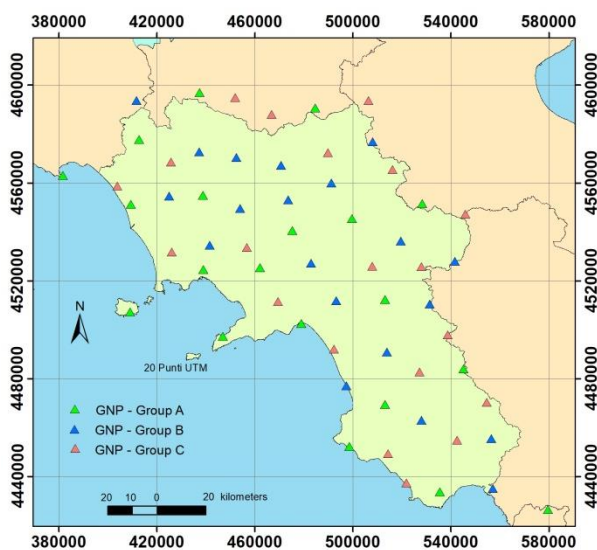 380000 420000 460000 500000 540000 580000
4600000 4600000
4560000 4560000
4520000 4520000
N
20 Punti UTM
4480000 4480000
GNP - Group A
GNP - Group B
GNP - Group C
4440000 4440000
20 10 0 20 kilometers
380000 420000 460000 500000 540000 580000